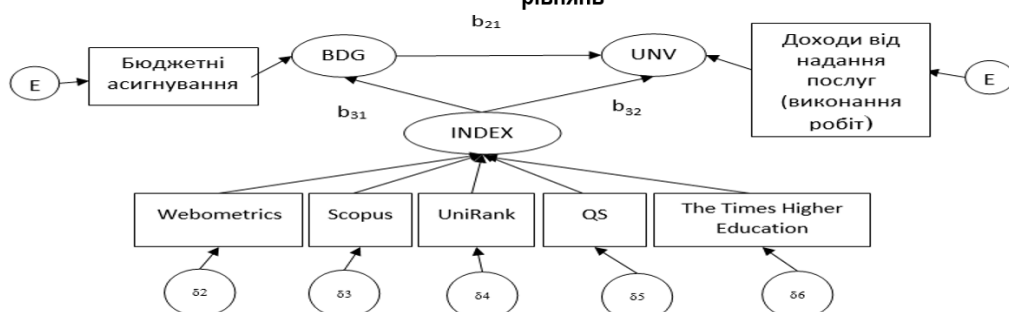 рівнянь
b21
Бюджетні
асигнування
BDG
UNV
Доходи від
надання
послуг
(виконання
робіт)
E
E
b31
b32
INDEX
Webometrics
Scopus
UniRank
QS
The Times Higher
Education
δ2
δ3
δ4
δ5
δ6